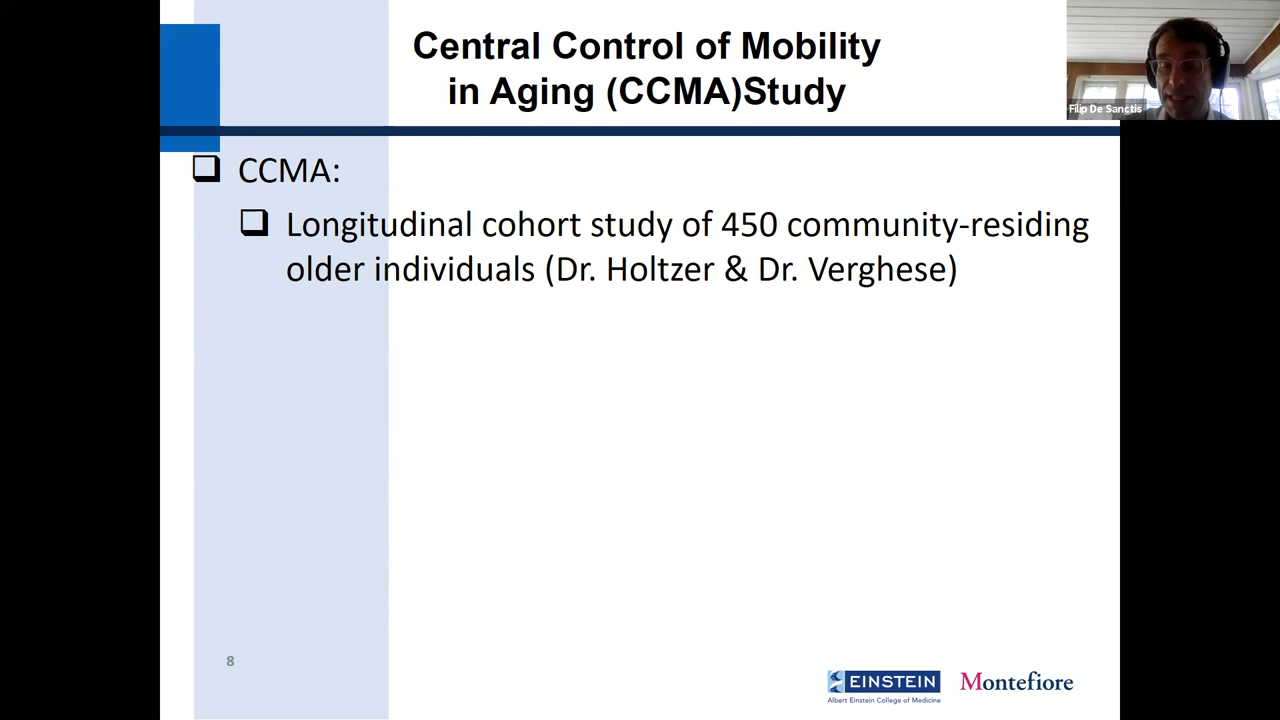 Central Control of Mobility
in Aging (CCMA)Study
Filip De Sanctis
CCMA:
Longitudinal cohort study of 450 community-residing
older individuals (Dr. Holtzer & Dr. Verghese)
8
EINSTEIN
Albert Einstein College of Medicine
Montefiore